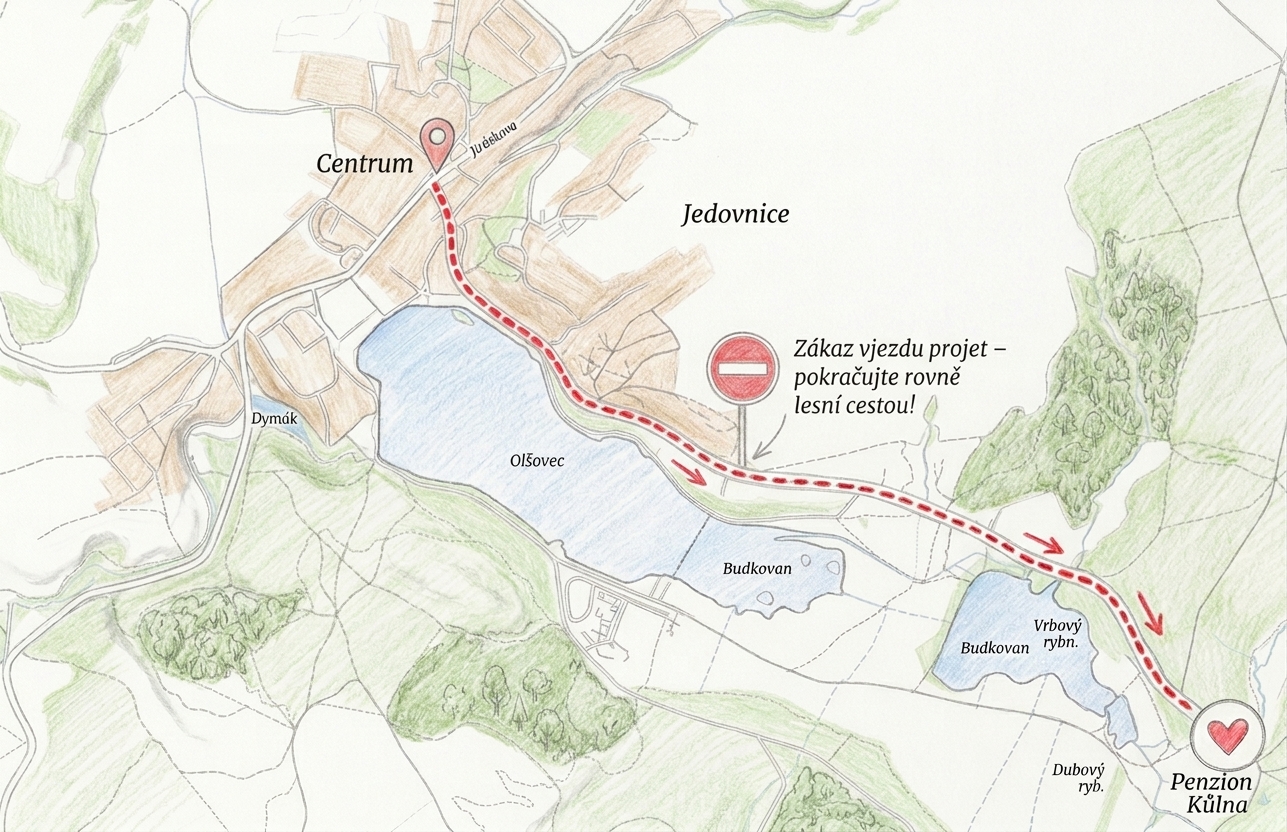 Centrum
Jedovnice
Zákaz vjezdu projet –
pokračujte rovně
lesní cestou!
Dymák
Olšovec
Budkovan
Vrbový
rybn.
Budkovan
Dubový
ryb.
Penzion
Kůlna